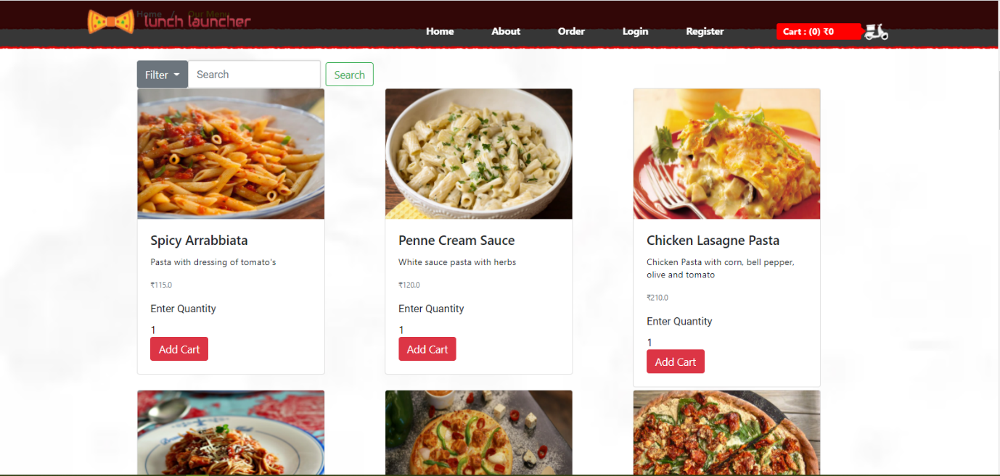 Home / Our Menu
lunch launcher
Home About Order Login Register Cart : (0) ₹0
Filter Search Search
Spicy Arrabbiata
Pasta with dressing of tomato's
₹115.0
Enter Quantity
1
Add Cart
Penne Cream Sauce
White sauce pasta with herbs
₹120.0
Enter Quantity
1
Add Cart
Chicken Lasagne Pasta
Chicken Pasta with corn, bell pepper,
olive and tomato
₹210.0
Enter Quantity
1
Add Cart